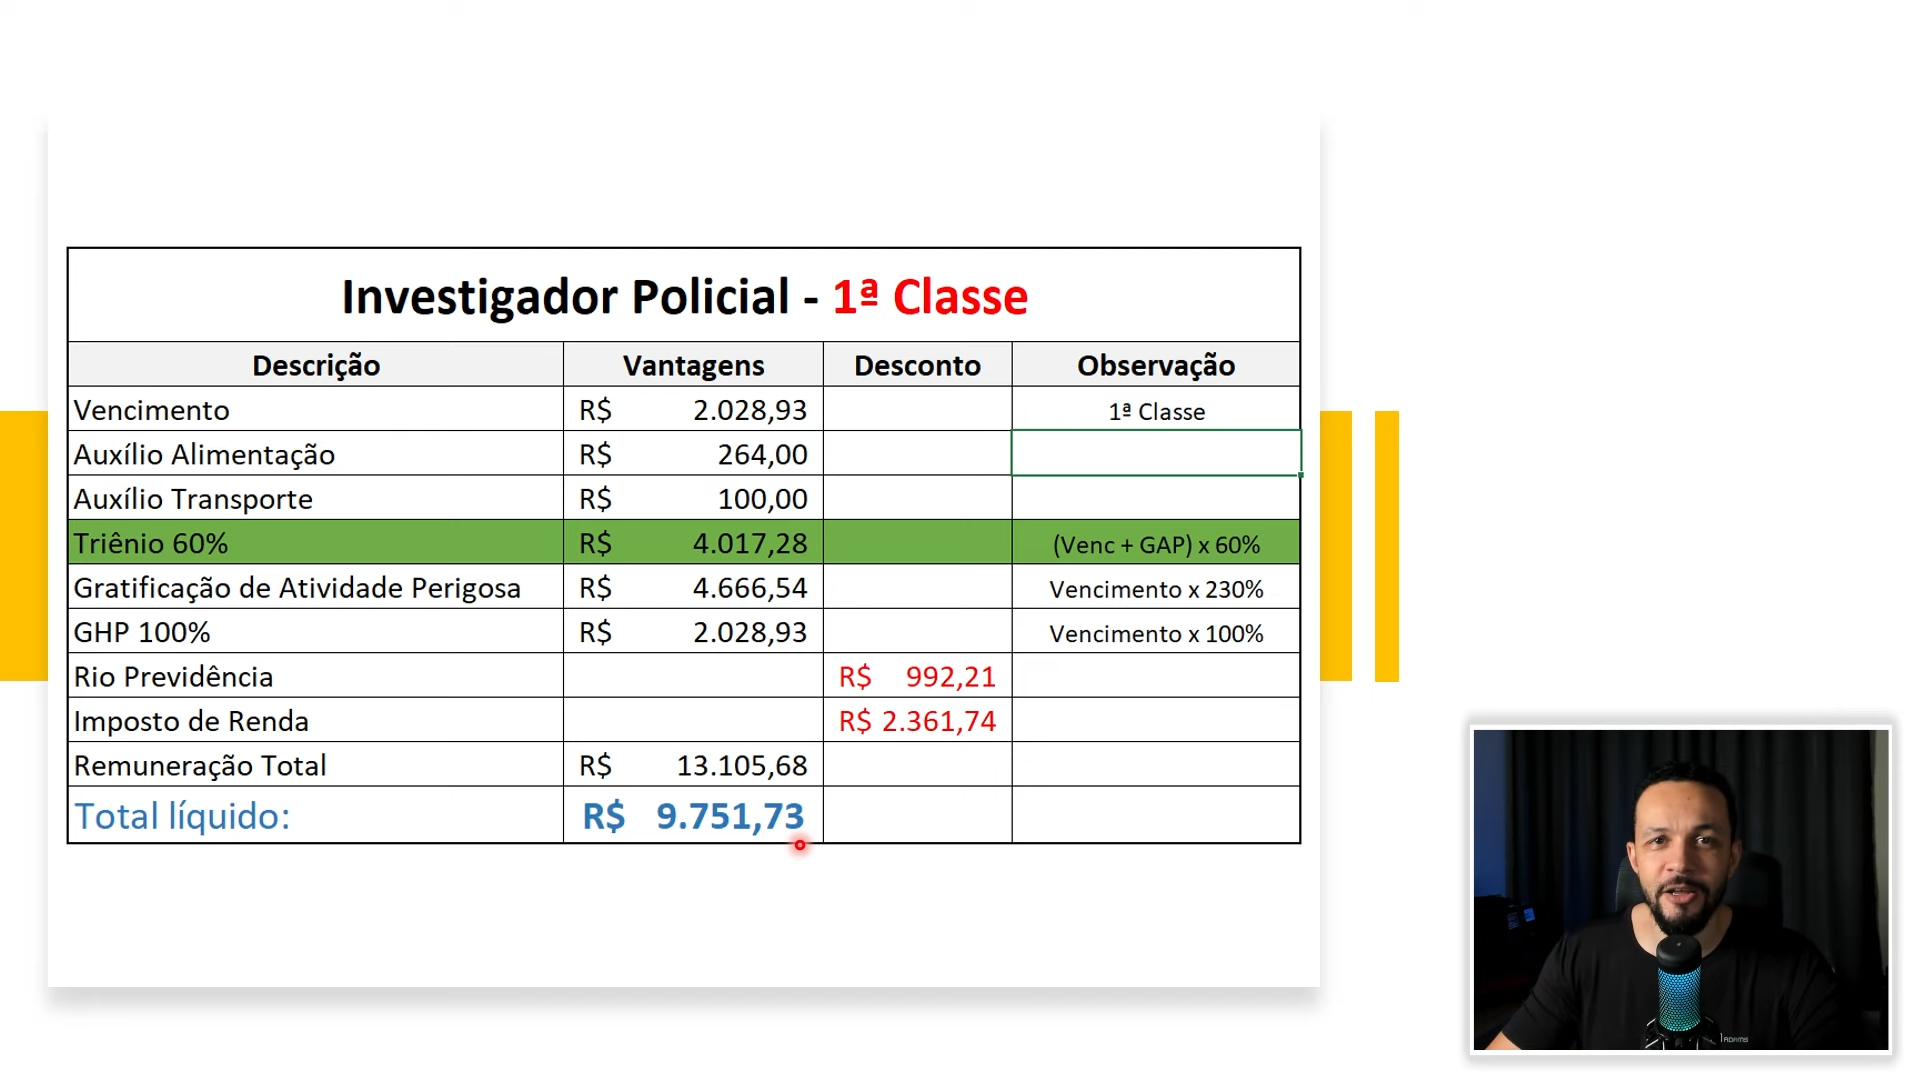 Investigador Policial - 1ª Classe
Descrição Vantagens Desconto Observação
Vencimento R$ 2.028,93 1ª Classe
Auxílio Alimentação R$ 264,00
Auxílio Transporte R$ 100,00
Triênio 60% R$ 4.017,28 (Venc + GAP) x 60%
Gratificação de Atividade Perigosa R$ 4.666,54 Vencimento x 230%
GHP 100% R$ 2.028,93 Vencimento x 100%
Rio Previdência R$ 992,21
Imposto de Renda R$ 2.361,74
Remuneração Total R$ 13.105,68
Total líquido: R$ 9.751,73